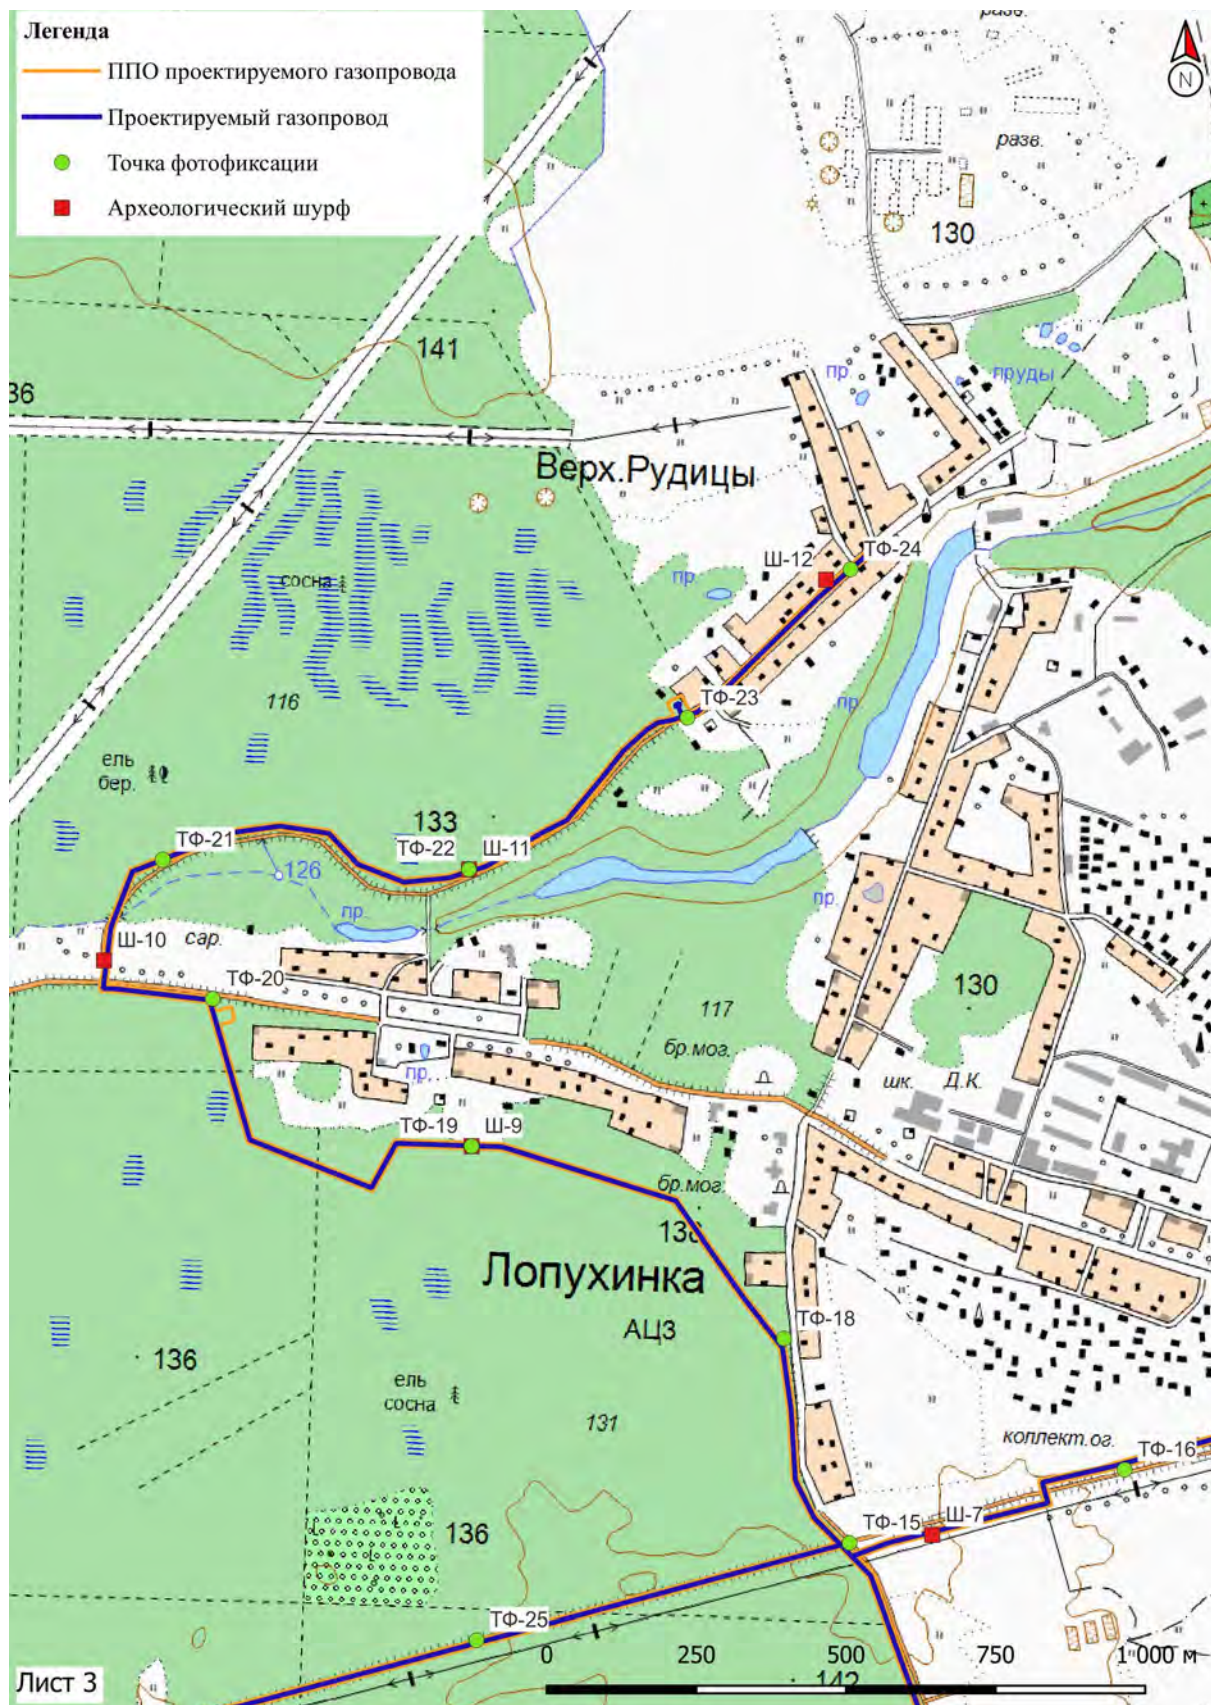 Легенда
ППО проектируемого газопровода
Проектируемый газопровод
Точка фотофиксации
Археологический шурф
N
разв.
разв.
130
141
36
пр.
пруды
Верх.Рудицы
Ш-12
ТФ-24
сосна
пр.
116
ТФ-23
пр.
ель
бер.
133
ТФ-21
ТФ-22
Ш-11
126
пр.
пр.
Ш-10
сар.
ТФ-20
117
130
бр.мог.
пр.
шк.
Д.К.
ТФ-19
Ш-9
бр.мог.
138
Лопухинка
АЦЗ
ТФ-18
136
ель
сосна
131
коллект.ог.
ТФ-16
136
ТФ-15
Ш-7
ТФ-25
0
250
500
750
1 000 м
Лист 3
142